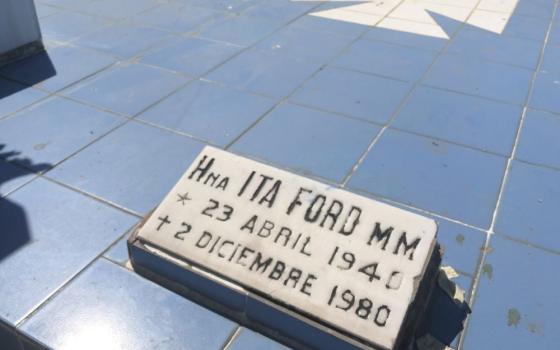 Hna ITA FORD MM
* 23 ABRIL 1940
+ 2 DICIEMBRE 1980